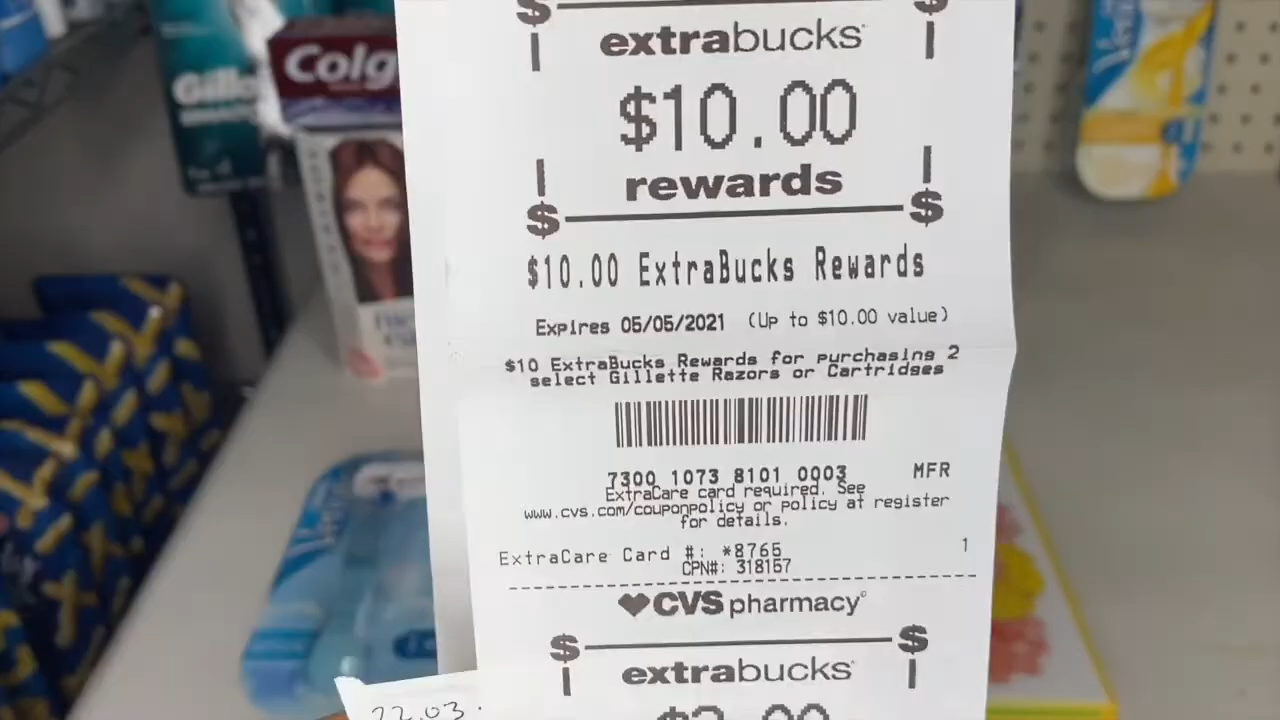 extrabucks
$10.00
rewards
$10.00 ExtraBucks Rewards
Expires 05/05/2021 (Up to $10.00 value)
$10 ExtraBucks Rewards for purchasing 2
select Gillette Razors or Cartridges
7300 1073 8101 0003 MFR
ExtraCare card required. See
www.cvs.com/couponpolicy or policy at register
for details.
ExtraCare Card #: *8765 1
CPN#: 318157
CVS pharmacy
extrabucks
22.03
Colg
Gille